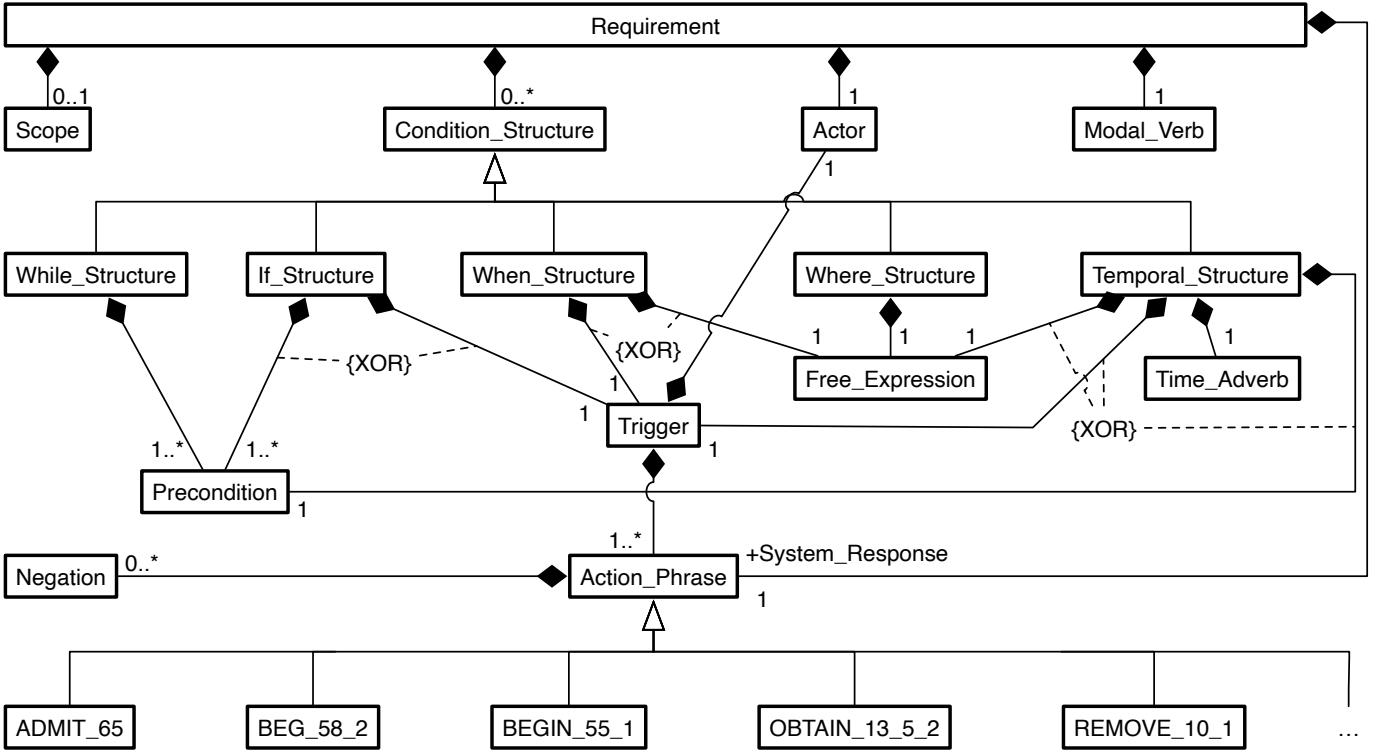 Requirement
0..1
0..*
1
1
Scope
Condition_Structure
Actor
Modal_Verb
1
While_Structure
If_Structure
When_Structure
Where_Structure
Temporal_Structure
1
1
1
1
{XOR}
{XOR}
Free_Expression
Time_Adverb
1
1
Trigger
{XOR}
1
1..*
1..*
Precondition
1
1..*
+System_Response
0..*
Negation
Action_Phrase
1
ADMIT_65
BEG_58_2
BEGIN_55_1
OBTAIN_13_5_2
REMOVE_10_1
...